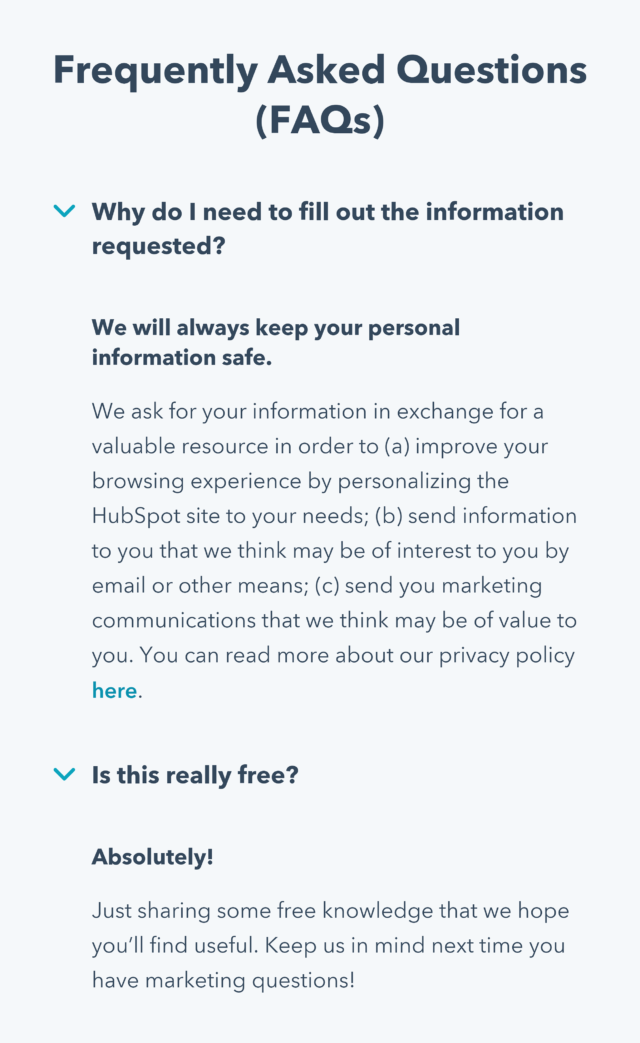 Frequently Asked Questions
(FAQs)
Why do I need to fill out the information
requested?
We will always keep your personal
information safe.
We ask for your information in exchange for a
valuable resource in order to (a) improve your
browsing experience by personalizing the
HubSpot site to your needs; (b) send information
to you that we think may be of interest to you by
email or other means; (c) send you marketing
communications that we think may be of value to
you. You can read more about our privacy policy
here.
Is this really free?
Absolutely!
Just sharing some free knowledge that we hope
you’ll find useful. Keep us in mind next time you
have marketing questions!